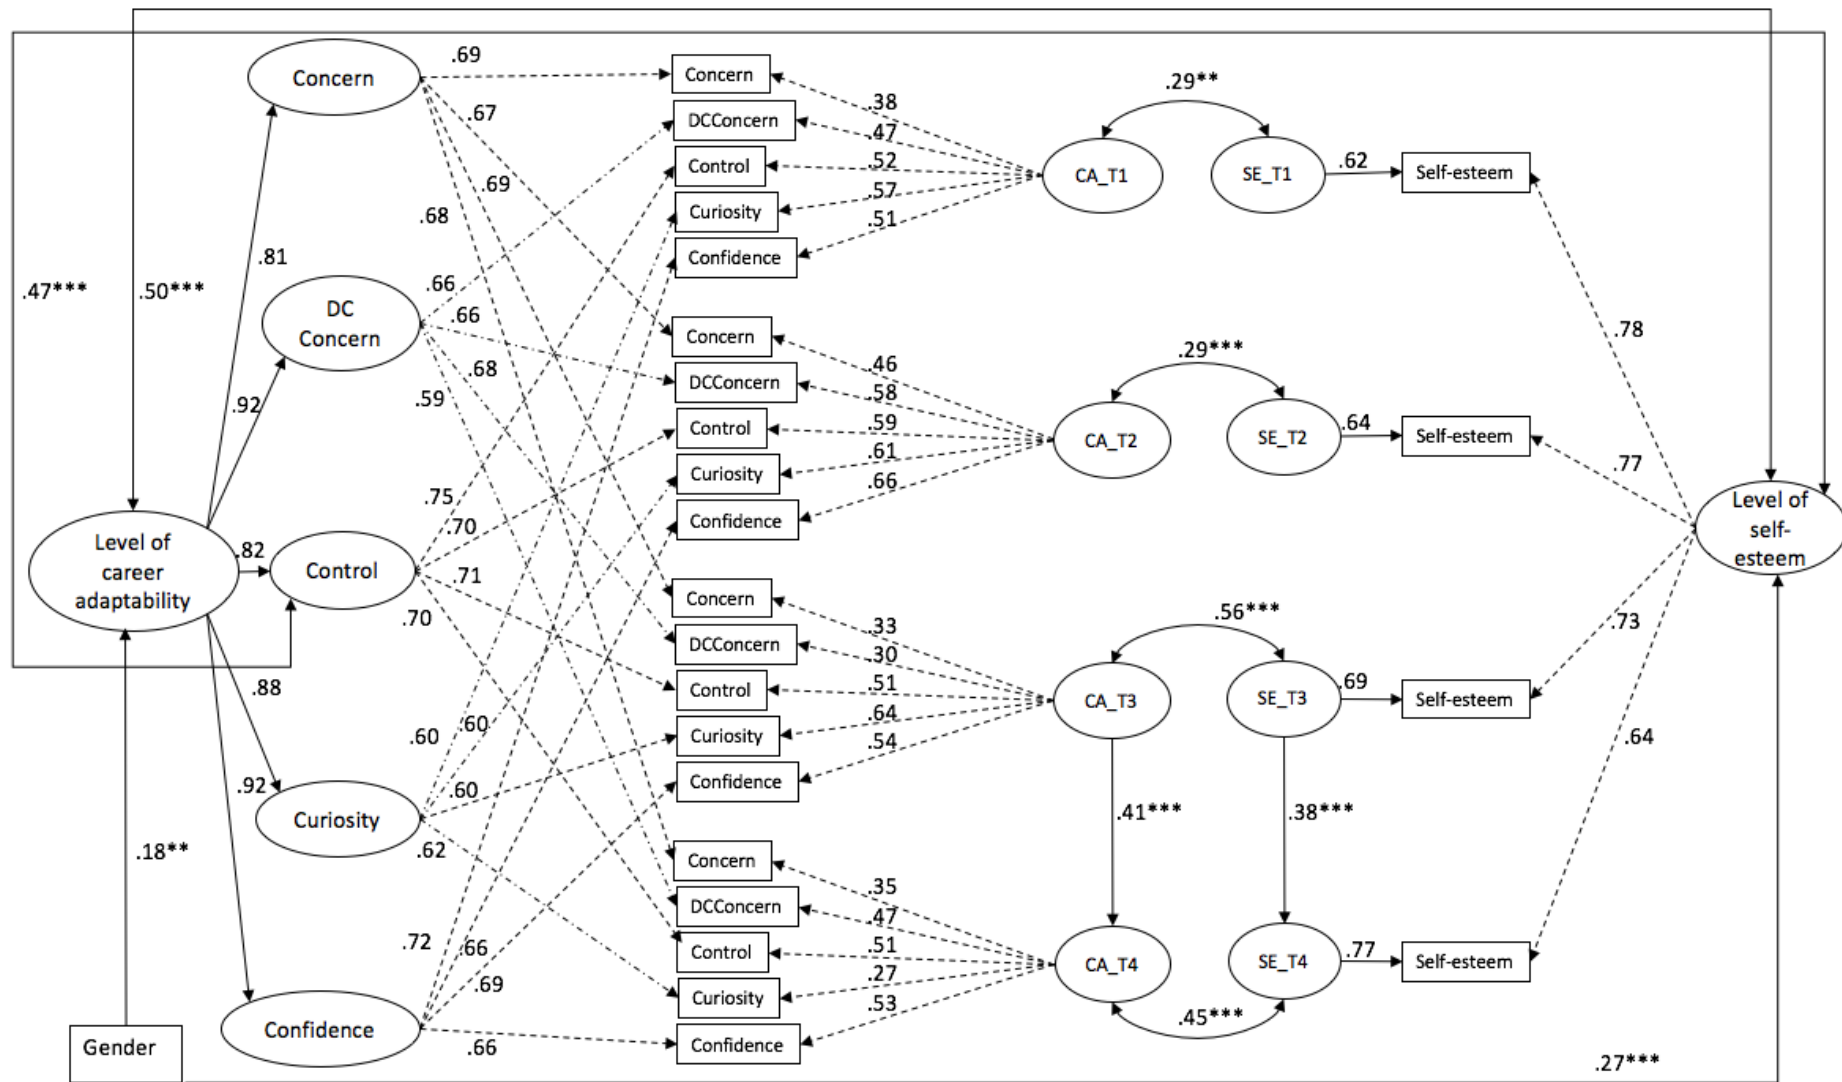 .47***
.50***
Level of
career
adaptability
.18**
Gender
.81
.92
.82
.88
.92
Concern
DC
Concern
Control
Curiosity
Confidence
.69
.67
.69
.68
.66
.66
.68
.59
.75
.70
.71
.70
.60
.60
.60
.62
.72
.66
.69
.66
Concern
DCConcern
Control
Curiosity
Confidence
.38
.47
.52
.57
.51
CA_T1
.29**
SE_T1
.62
Self-esteem
Concern
DCConcern
Control
Curiosity
Confidence
.46
.58
.59
.61
.66
CA_T2
.29***
SE_T2
.64
Self-esteem
Concern
DCConcern
Control
Curiosity
Confidence
.33
.30
.51
.64
.54
CA_T3
.56***
SE_T3
.69
Self-esteem
.41***
.38***
Concern
DCConcern
Control
Curiosity
Confidence
.35
.47
.51
.27
.53
CA_T4
.45***
SE_T4
.77
Self-esteem
.78
.77
.73
.64
Level of
self-
esteem
.27***